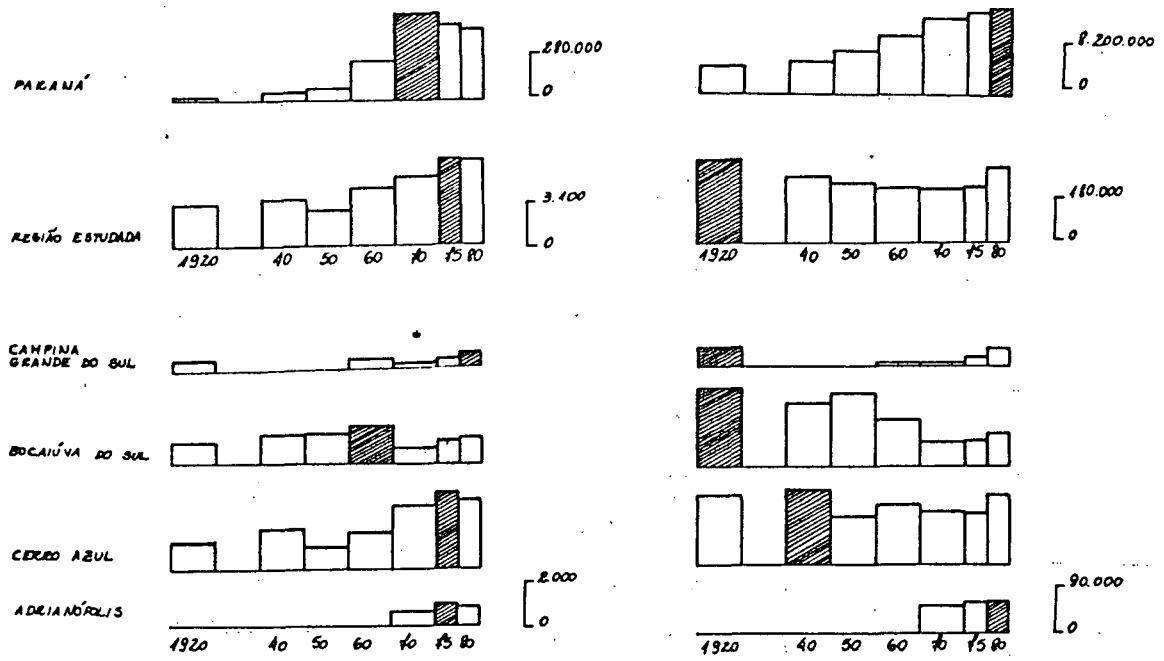 PARANÁ
280.000
0
8.200.000
0
REGIÃO ESTUDADA
3.100
0
180.000
0
1920 40 50 60 70 75 80
1920 40 50 60 70 75 80
CAMPINA
GRANDE DO SUL
BOCAIÚVA DO SUL
CERRO AZUL
ADRIANÓPOLIS
2000
0
90.000
0
1920 40 50 60 70 75 80
1920 40 50 60 70 75 80